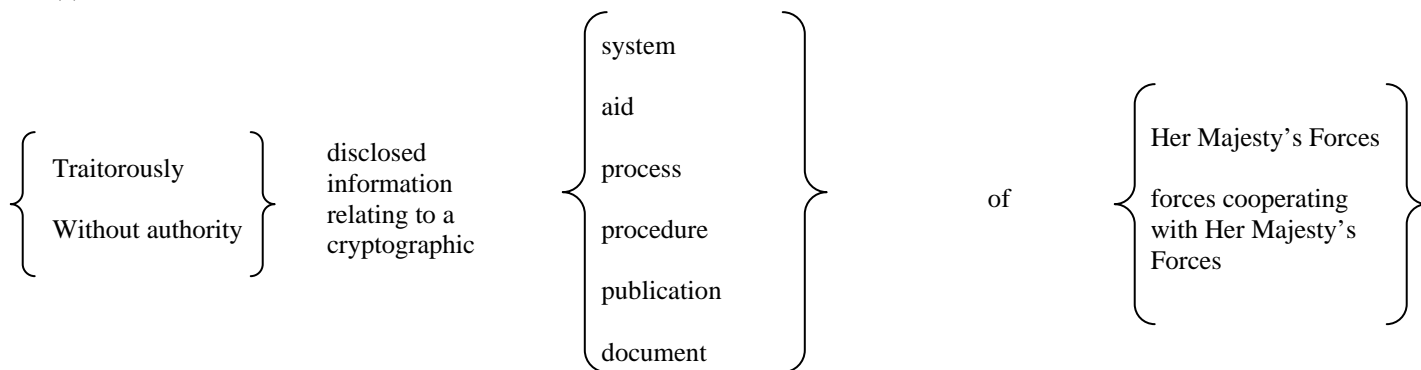 Traitorously
Without authority
disclosed
information
relating to a
cryptographic
system
aid
process
procedure
publication
document
of
Her Majesty’s Forces
forces cooperating
with Her Majesty’s
Forces